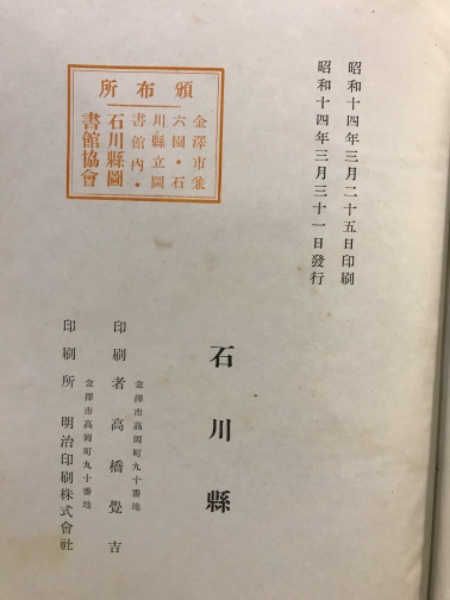 昭和十四年三月二十五日印刷
昭和十四年三月三十一日發行
頒布所
金澤市兼
六園・石
川縣立圖
書館內・
石川縣圖
書館協會
石川縣
金澤市高岡町九十番地
印刷者 高橋覺吉
金澤市高岡町九十番地
印刷所 明治印刷株式會社